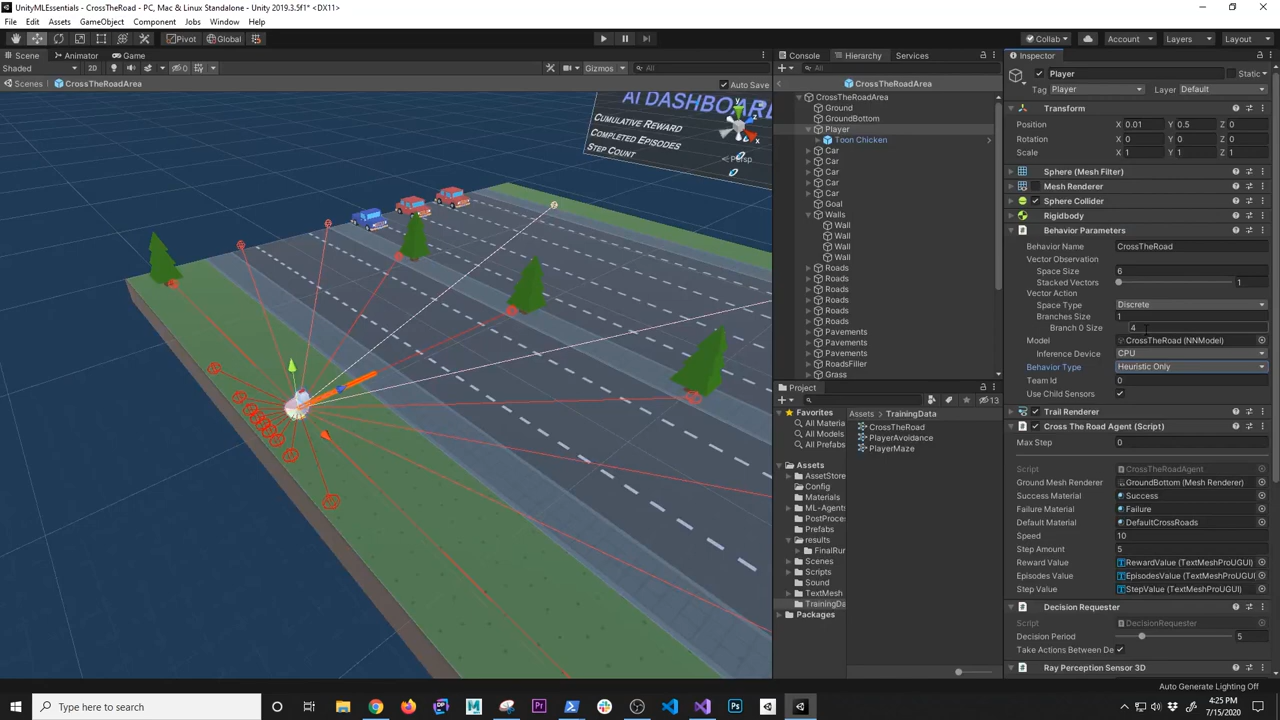 UnityMLEssentials - CrossTheRoad - PC, Mac & Linux Standalone - Unity 2019.3.5f1* <DX11>
File Edit Assets GameObject Component Jobs Window Help
Pivot Global Collab Account Layers Layout
Scene Animator Game
Shaded 2D 0 Gizmos All
Scenes CrossTheRoadArea Auto Save
AI DASHBOARD
CUMULATIVE REWARD
COMPLETED EPISODES
STEP COUNT
y
Persp
Console Hierarchy Services
All
CrossTheRoadArea
CrossTheRoadArea
Ground
GroundBottom
Player
Toon Chicken
Car
Car
Car
Car
Car
Goal
Walls
Wall
Wall
Wall
Wall
Roads
Roads
Roads
Roads
Roads
Roads
Pavements
Pavements
Pavements
RoadsFiller
Grass
Project
13
Favorites
All Materia
All Models
All Prefabs
Assets
AssetStore
Config
Materials
ML-Agents
PostProce
Prefabs
results
FinalRun
Scenes
Scripts
Sound
TextMesh
TrainingDa
Packages
Assets TrainingData
CrossTheRoad
PlayerAvoidance
PlayerMaze
Inspector
Player Static
Tag Player Layer Default
Transform
Position X 0.01 Y 0.5 Z 0
Rotation X 0 Y 0 Z 0
Scale X 1 Y 1 Z 1
Sphere (Mesh Filter)
Mesh Renderer
Sphere Collider
Rigidbody
Behavior Parameters
Behavior Name CrossTheRoad
Vector Observation
Space Size 6
Stacked Vectors 1
Vector Action
Space Type Discrete
Branches Size 1
Branch 0 Size 4
Model CrossTheRoad (NNModel)
Inference Device CPU
Behavior Type Heuristic Only
Team Id 0
Use Child Sensors
Trail Renderer
Cross The Road Agent (Script)
Max Step 0
Script CrossTheRoadAgent
Ground Mesh Renderer GroundBottom (Mesh Renderer)
Success Material Success
Failure Material Failure
Default Material DefaultCrossRoads
Speed 10
Step Amount 5
Reward Value RewardValue (TextMeshProUGUI)
Episodes Value EpisodesValue (TextMeshProUGUI
Step Value StepValue (TextMeshProUGUI)
Decision Requester
Script DecisionRequester
Decision Period 5
Take Actions Between De
Ray Perception Sensor 3D
Auto Generate Lighting Off
Type here to search
4:25 PM
7/15/2020